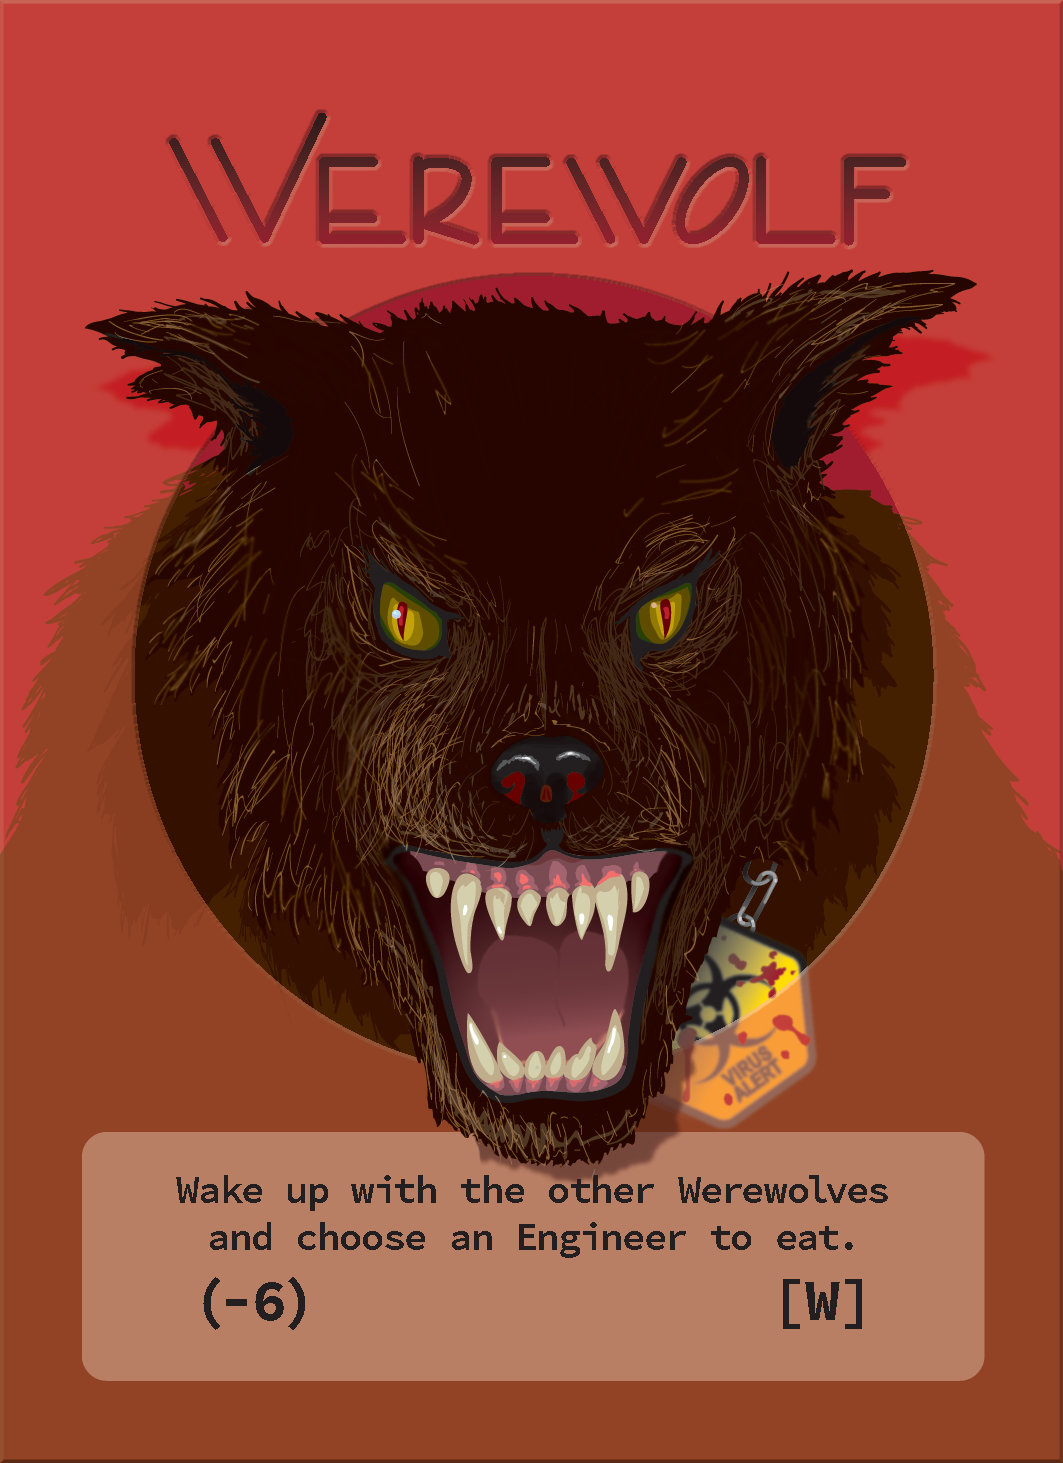 WEREWOLF
VIRUS
ALERT
Wake up with the other Werewolves
and choose an Engineer to eat.
(-6) [W]